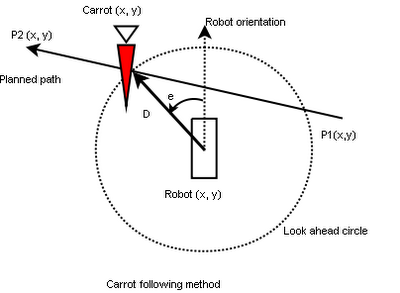 Carrot (x, y)
Robot orientation
P2 (x, y)
Planned path
e
D
P1(x,y)
Robot (x, y)
Look ahead circle
Carrot following method